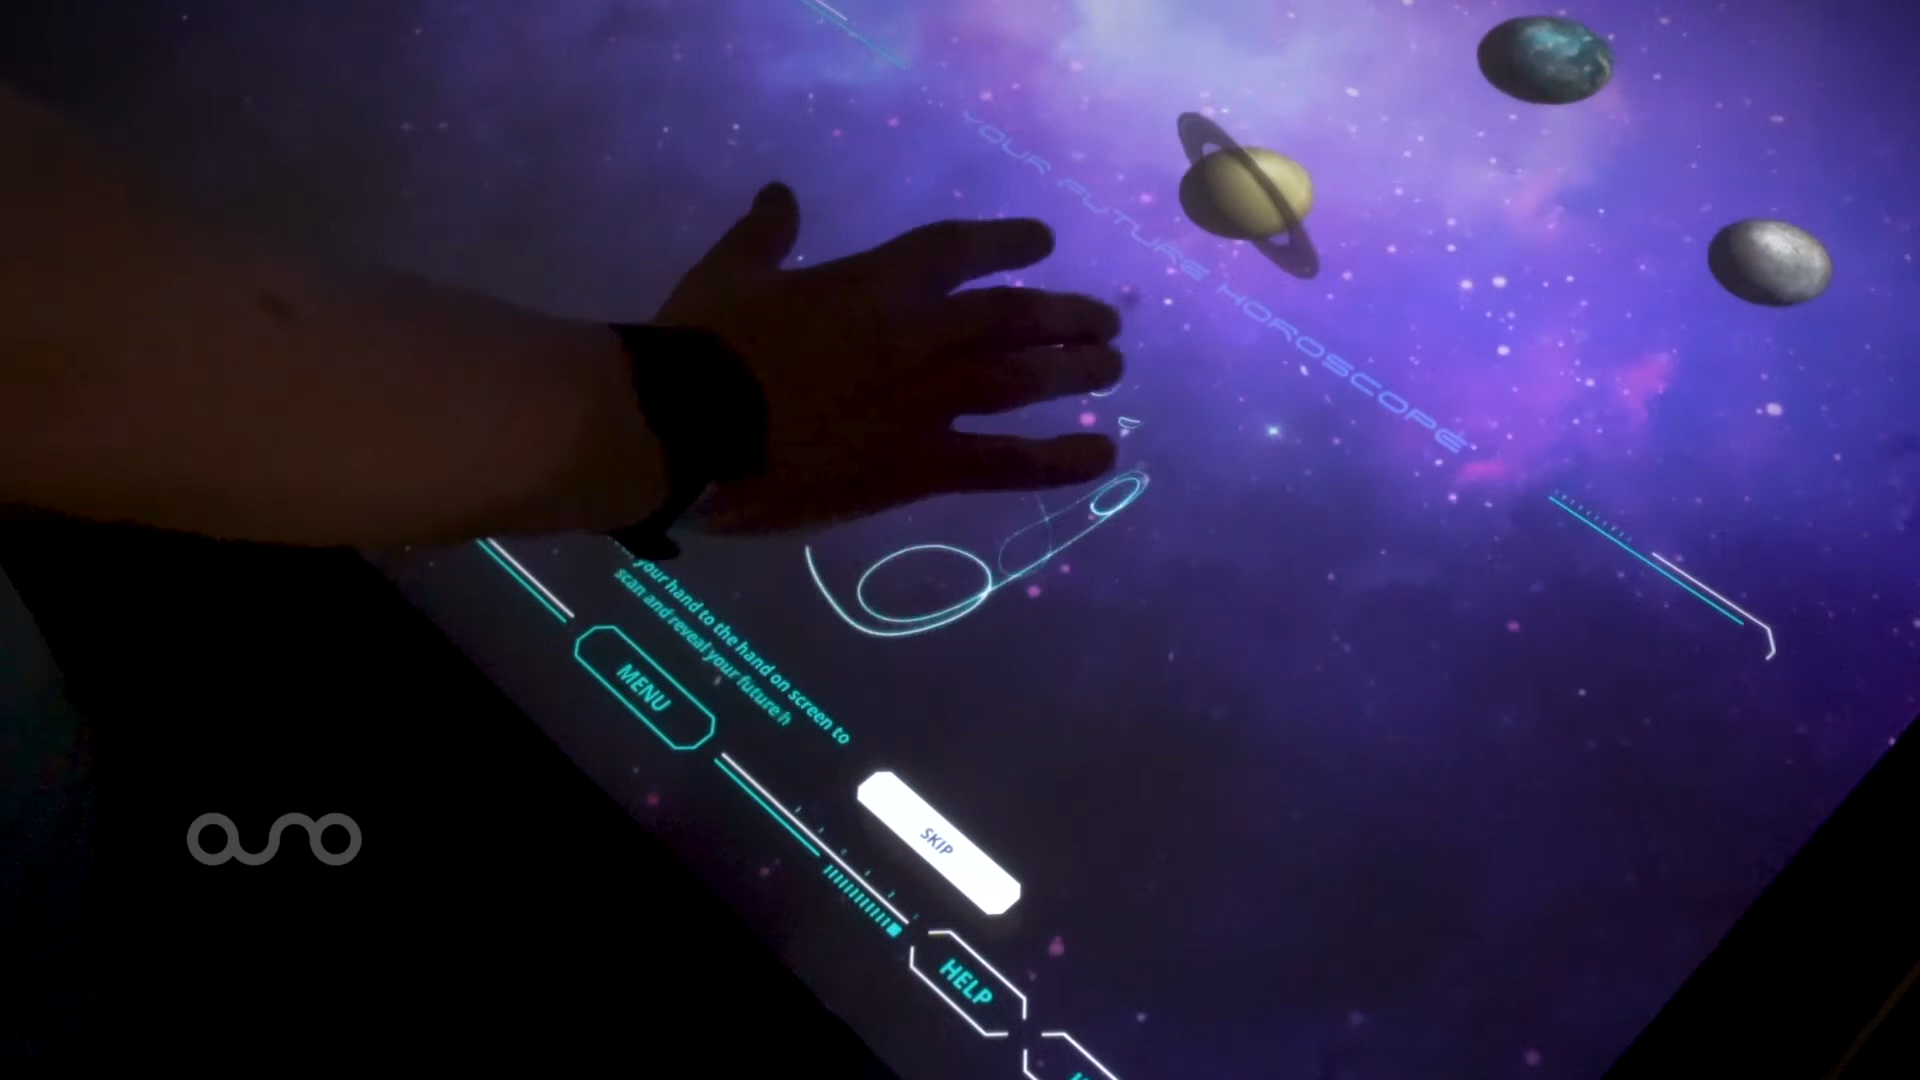 YOUR FUTURE HOROSCOPE
your hand to the hand on screen to
scan and reveal your future h
MENU
SKIP
HELP